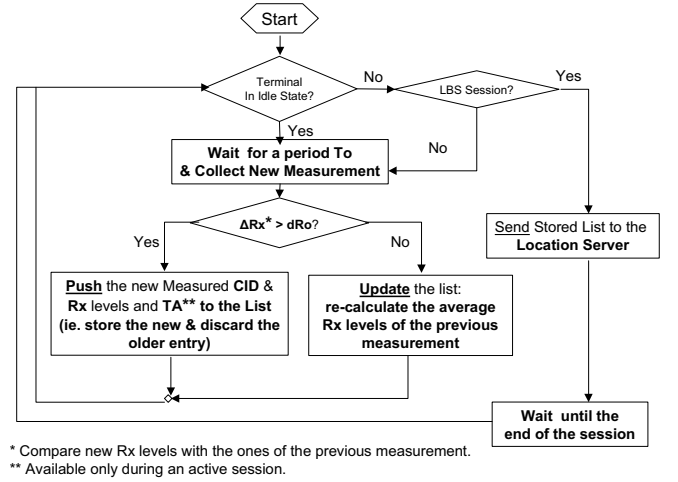 Start
Terminal
In Idle State?
No
LBS Session?
Yes
Yes
Wait for a period To
& Collect New Measurement
No
ΔRx* > dRo?
Yes
No
Send Stored List to the
Location Server
Push the new Measured CID &
Rx levels and TA** to the List
(ie. store the new & discard the
older entry)
Update the list:
re-calculate the average
Rx levels of the previous
measurement
Wait until the
end of the session
* Compare new Rx levels with the ones of the previous measurement.
** Available only during an active session.